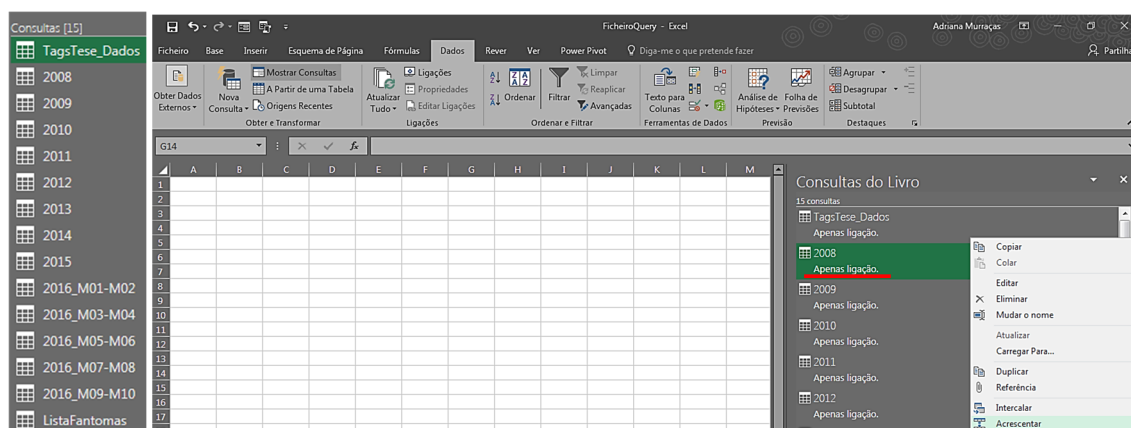 Consultas [15]
TagsTese_Dados
2008
2009
2010
2011
2012
2013
2014
2015
2016_M01-M02
2016_M03-M04
2016_M05-M06
2016_M07-M08
2016_M09-M10
ListaFantomas
FicheiroQuery - Excel
Adriana Murraças
Ficheiro Base Inserir Esquema de Página Fórmulas Dados Rever Ver Power Pivot Diga-me o que pretende fazer Partilha
Obter Dados Externos
Nova Consulta
Mostrar Consultas
A Partir de uma Tabela
Origens Recentes
Obter e Transformar
Atualizar Tudo
Ligações
Propriedades
Editar Ligações
Ligações
Ordenar
Filtrar
Limpar
Reaplicar
Avançadas
Ordenar e Filtrar
Texto para Colunas
Ferramentas de Dados
Análise de Hipóteses
Folha de Previsões
Previsão
Agrupar
Desagrupar
Subtotal
Destaques
G14 fx
A B C D E F G H I J K L M
1
2
3
4
5
6
7
8
9
10
11
12
13
14
15
16
17
Consultas do Livro
15 consultas
TagsTese_Dados
Apenas ligação.
2008
Apenas ligação.
2009
Apenas ligação.
2010
Apenas ligação.
2011
Apenas ligação.
2012
Apenas ligação.
Copiar
Colar
Editar
Eliminar
Mudar o nome
Atualizar
Carregar Para...
Duplicar
Referência
Intercalar
Acrescentar